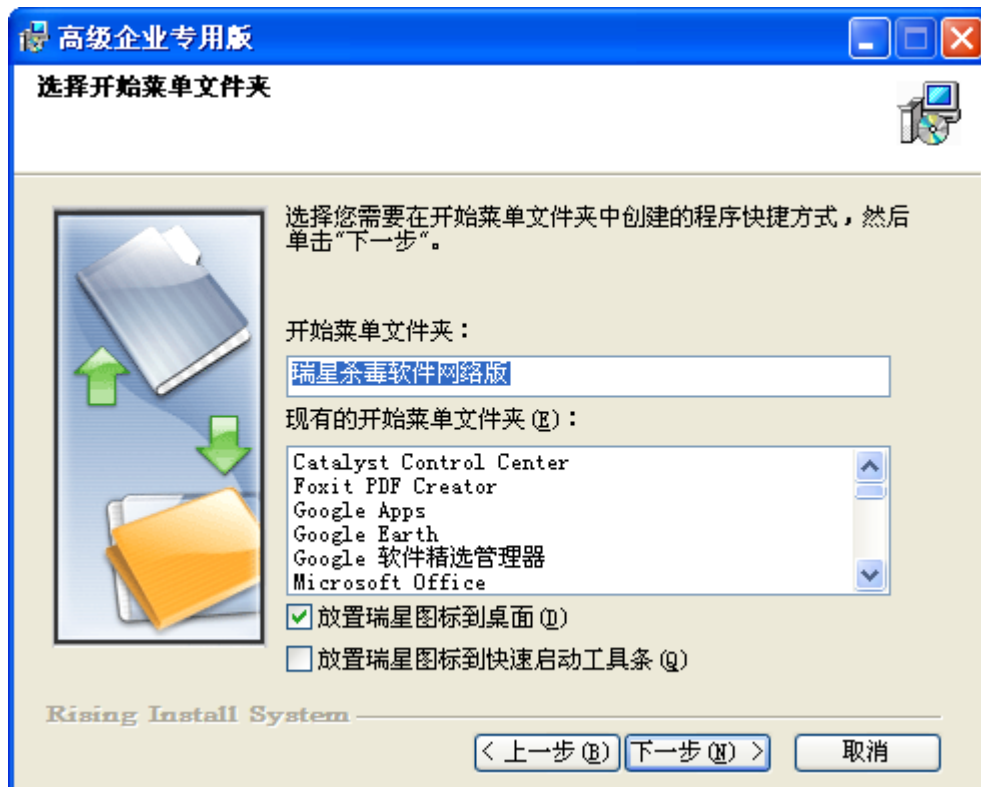 高级企业专用版
选择开始菜单文件夹
选择您需要在开始菜单文件夹中创建的程序快捷方式，然后
单击“下一步”。
开始菜单文件夹：
瑞星杀毒软件网络版
现有的开始菜单文件夹(E)：
Catalyst Control Center
Foxit PDF Creator
Google Apps
Google Earth
Google 软件精选管理器
Microsoft Office
放置瑞星图标到桌面(D)
放置瑞星图标到快速启动工具条(Q)
Rising Install System
< 上一步(B) 下一步(N) > 取消